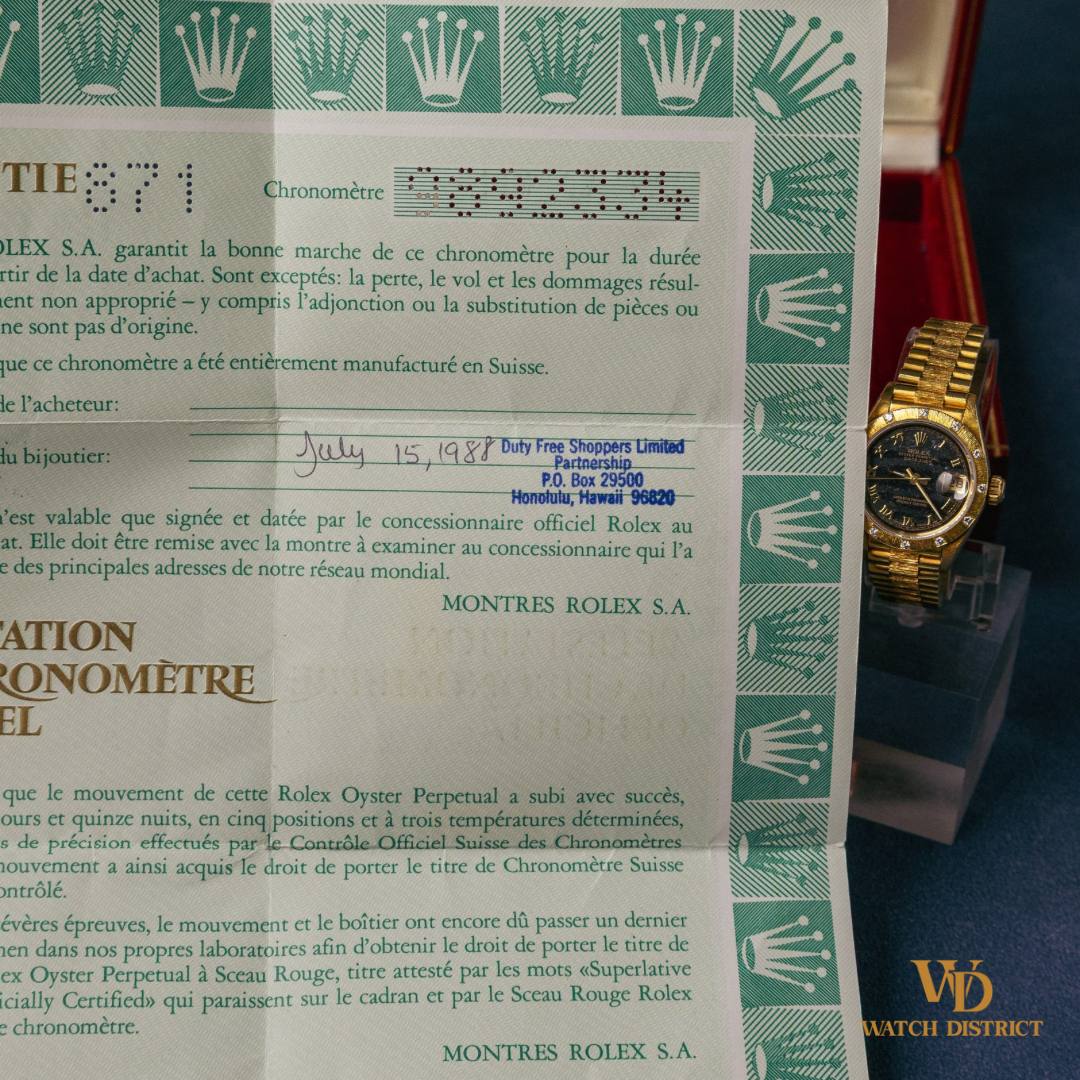 TIE 871
Chronomètre 9892334
OLEX S.A. garantit la bonne marche de ce chronomètre pour la durée
rtir de la date d'achat. Sont exceptés: la perte, le vol et les dommages résul-
ment non approprié – y compris l'adjonction ou la substitution de pièces ou
ne sont pas d'origine.
que ce chronomètre a été entièrement manufacturé en Suisse.
de l'acheteur:
du bijoutier:
July 15, 1988
Duty Free Shoppers Limited
Partnership
P.O. Box 29500
Honolulu, Hawaii 96820
n'est valable que signée et datée par le concessionnaire officiel Rolex au
at. Elle doit être remise avec la montre à examiner au concessionnaire qui l'a
e des principales adresses de notre réseau mondial.
MONTRES ROLEX S.A.
TATION
RONOMÈTRE
EL
que le mouvement de cette Rolex Oyster Perpetual a subi avec succès,
ours et quinze nuits, en cinq positions et à trois températures déterminées,
s de précision effectués par le Contrôle Officiel Suisse des Chronomètres
mouvement a ainsi acquis le droit de porter le titre de Chronomètre Suisse
ontrôlé.
évères épreuves, le mouvement et le boîtier ont encore dû passer un dernier
men dans nos propres laboratoires afin d'obtenir le droit de porter le titre de
ex Oyster Perpetual à Sceau Rouge, titre attesté par les mots «Superlative
icially Certified» qui paraissent sur le cadran et par le Sceau Rouge Rolex
e chronomètre.
MONTRES ROLEX S.A.
ROLEX
WD
WATCH DISTRICT